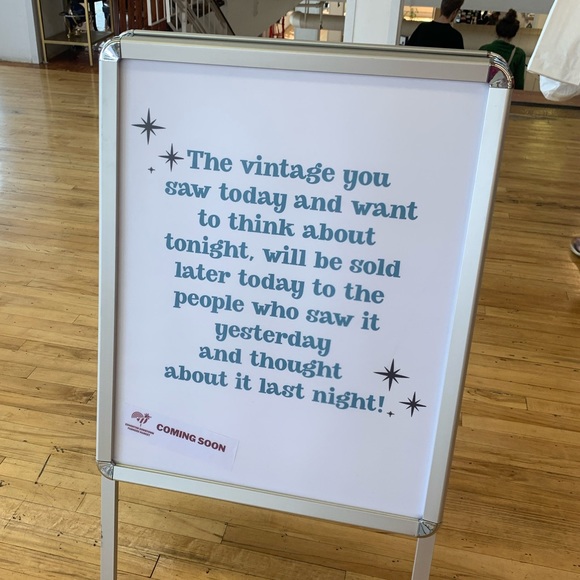 The vintage you
saw today and want
to think about
tonight, will be sold
later today to the
people who saw it
yesterday
and thought
about it last night!
COMING SOON